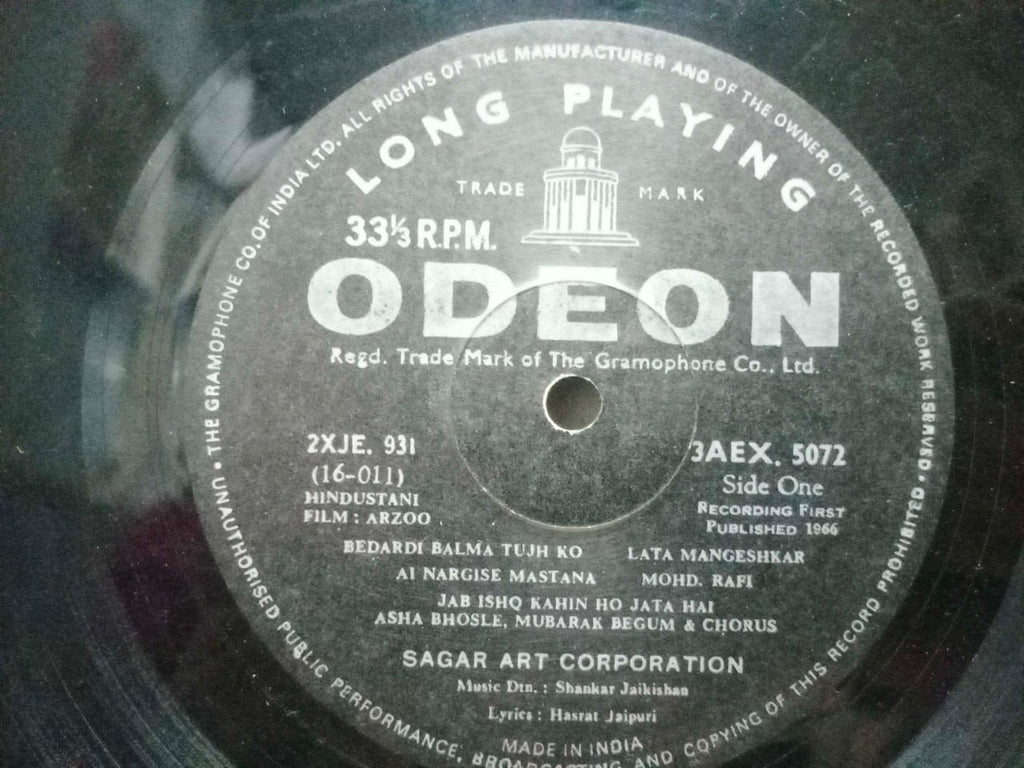 THE GRAMOPHONE CO. OF INDIA LTD. ALL RIGHTS OF THE MANUFACTURER AND OF THE OWNER OF THE RECORDED WORK RESERVED • UNAUTHORISED PUBLIC PERFORMANCE, BROADCASTING AND COPYING OF THIS RECORD PROHIBITED •
LONG PLAYING
TRADE MARK
33⅓ R.P.M.
ODEON
Regd. Trade Mark of The Gramophone Co., Ltd.
2XJE. 931 3AEX. 5072
(16-011) Side One
HINDUSTANI RECORDING FIRST
FILM : ARZOO PUBLISHED 1966
BEDARDI BALMA TUJH KO LATA MANGESHKAR
AI NARGISE MASTANA MOHD. RAFI
JAB ISHQ KAHIN HO JATA HAI
ASHA BHOSLE, MUBARAK BEGUM & CHORUS
SAGAR ART CORPORATION
Music Dtn. : Shankar Jaikishan
Lyrics : Hasrat Jaipuri
MADE IN INDIA